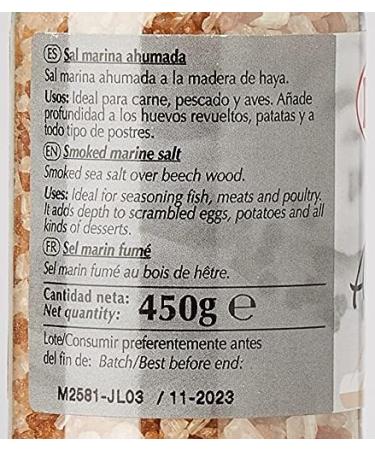 ES Sal marina ahumada
Sal marina ahumada a la madera de haya.
Usos: Ideal para carne, pescado y aves. Añade
profundidad a los huevos revueltos, patatas y a
todo tipo de postres.
EN Smoked marine salt
Smoked sea salt over beech wood.
Uses: Ideal for seasoning fish, meats and poultry.
It adds depth to scrambled eggs, potatoes and all
kinds of desserts.
FR Sel marin fumé
Sel marin fumé au bois de hêtre.
Cantidad neta:
Net quantity: 450g ℮
Lote/Consumir preferentemente antes
del fin de: Batch/Best before end:
M2581-JL03 / 11-2023